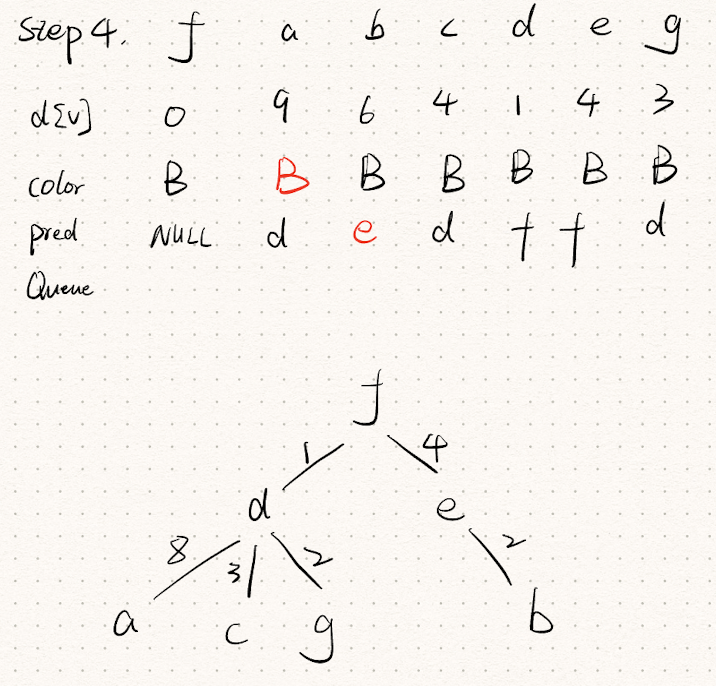 Step 4. f a b c d e g
d[v] 0 9 6 4 1 4 3
color B B B B B B B
pred NULL d e d f f d
Queue
f
1 4
d e
8 3 2 2
a c g b